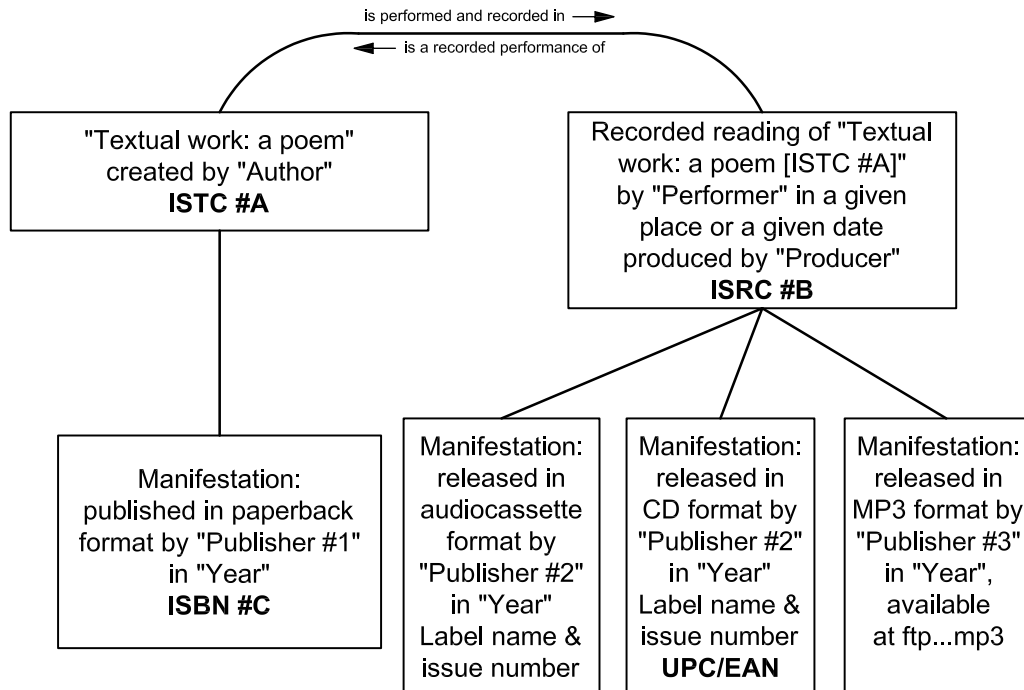 is performed and recorded in
is a recorded performance of
"Textual work: a poem"
created by "Author"
ISTC #A
Recorded reading of "Textual
work: a poem [ISTC #A]"
by "Performer" in a given
place or a given date
produced by "Producer"
ISRC #B
Manifestation:
published in paperback
format by "Publisher #1"
in "Year"
ISBN #C
Manifestation:
released in
audiocassette
format by
"Publisher #2"
in "Year"
Label name &
issue number
Manifestation:
released in
CD format by
"Publisher #2"
in "Year"
Label name &
issue number
UPC/EAN
Manifestation:
released in
MP3 format by
"Publisher #3"
in "Year",
available
at ftp...mp3